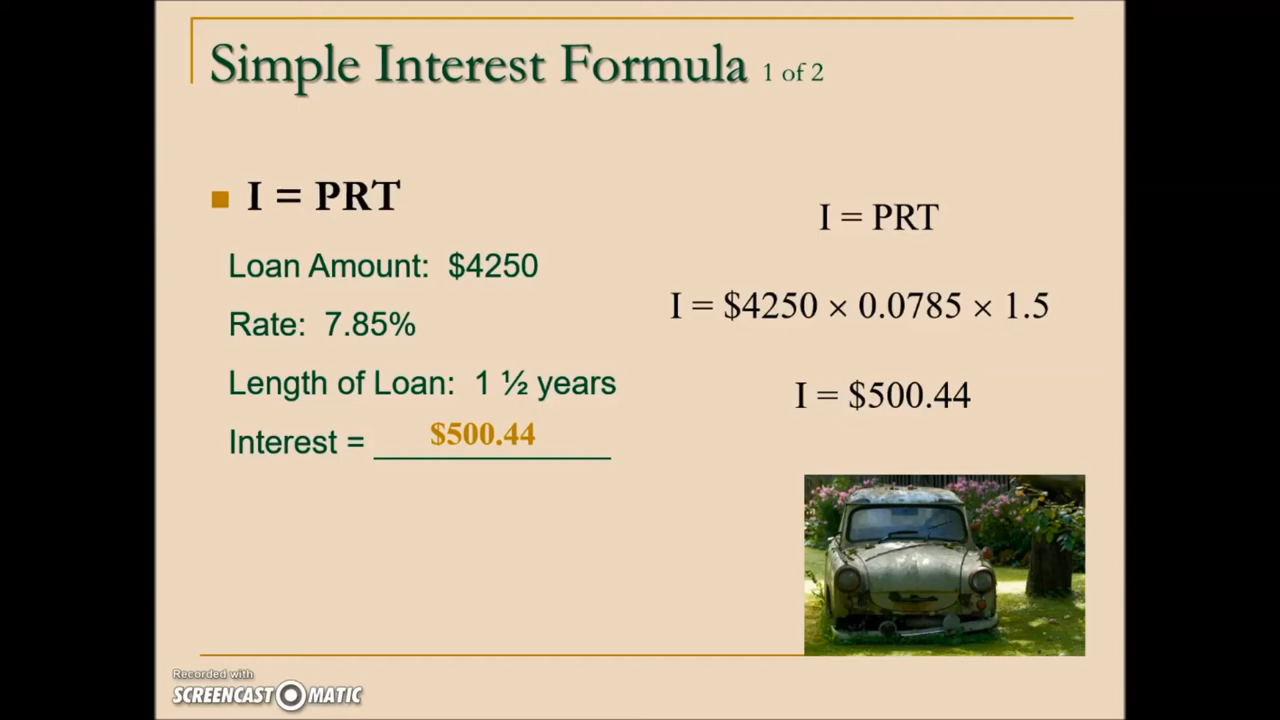 Simple Interest Formula 1 of 2
I = PRT
Loan Amount: $4250
Rate: 7.85%
Length of Loan: 1 ½ years
Interest = $500.44
I = PRT
I = $4250 × 0.0785 × 1.5
I = $500.44
Recorded with
SCREENCAST MATIC